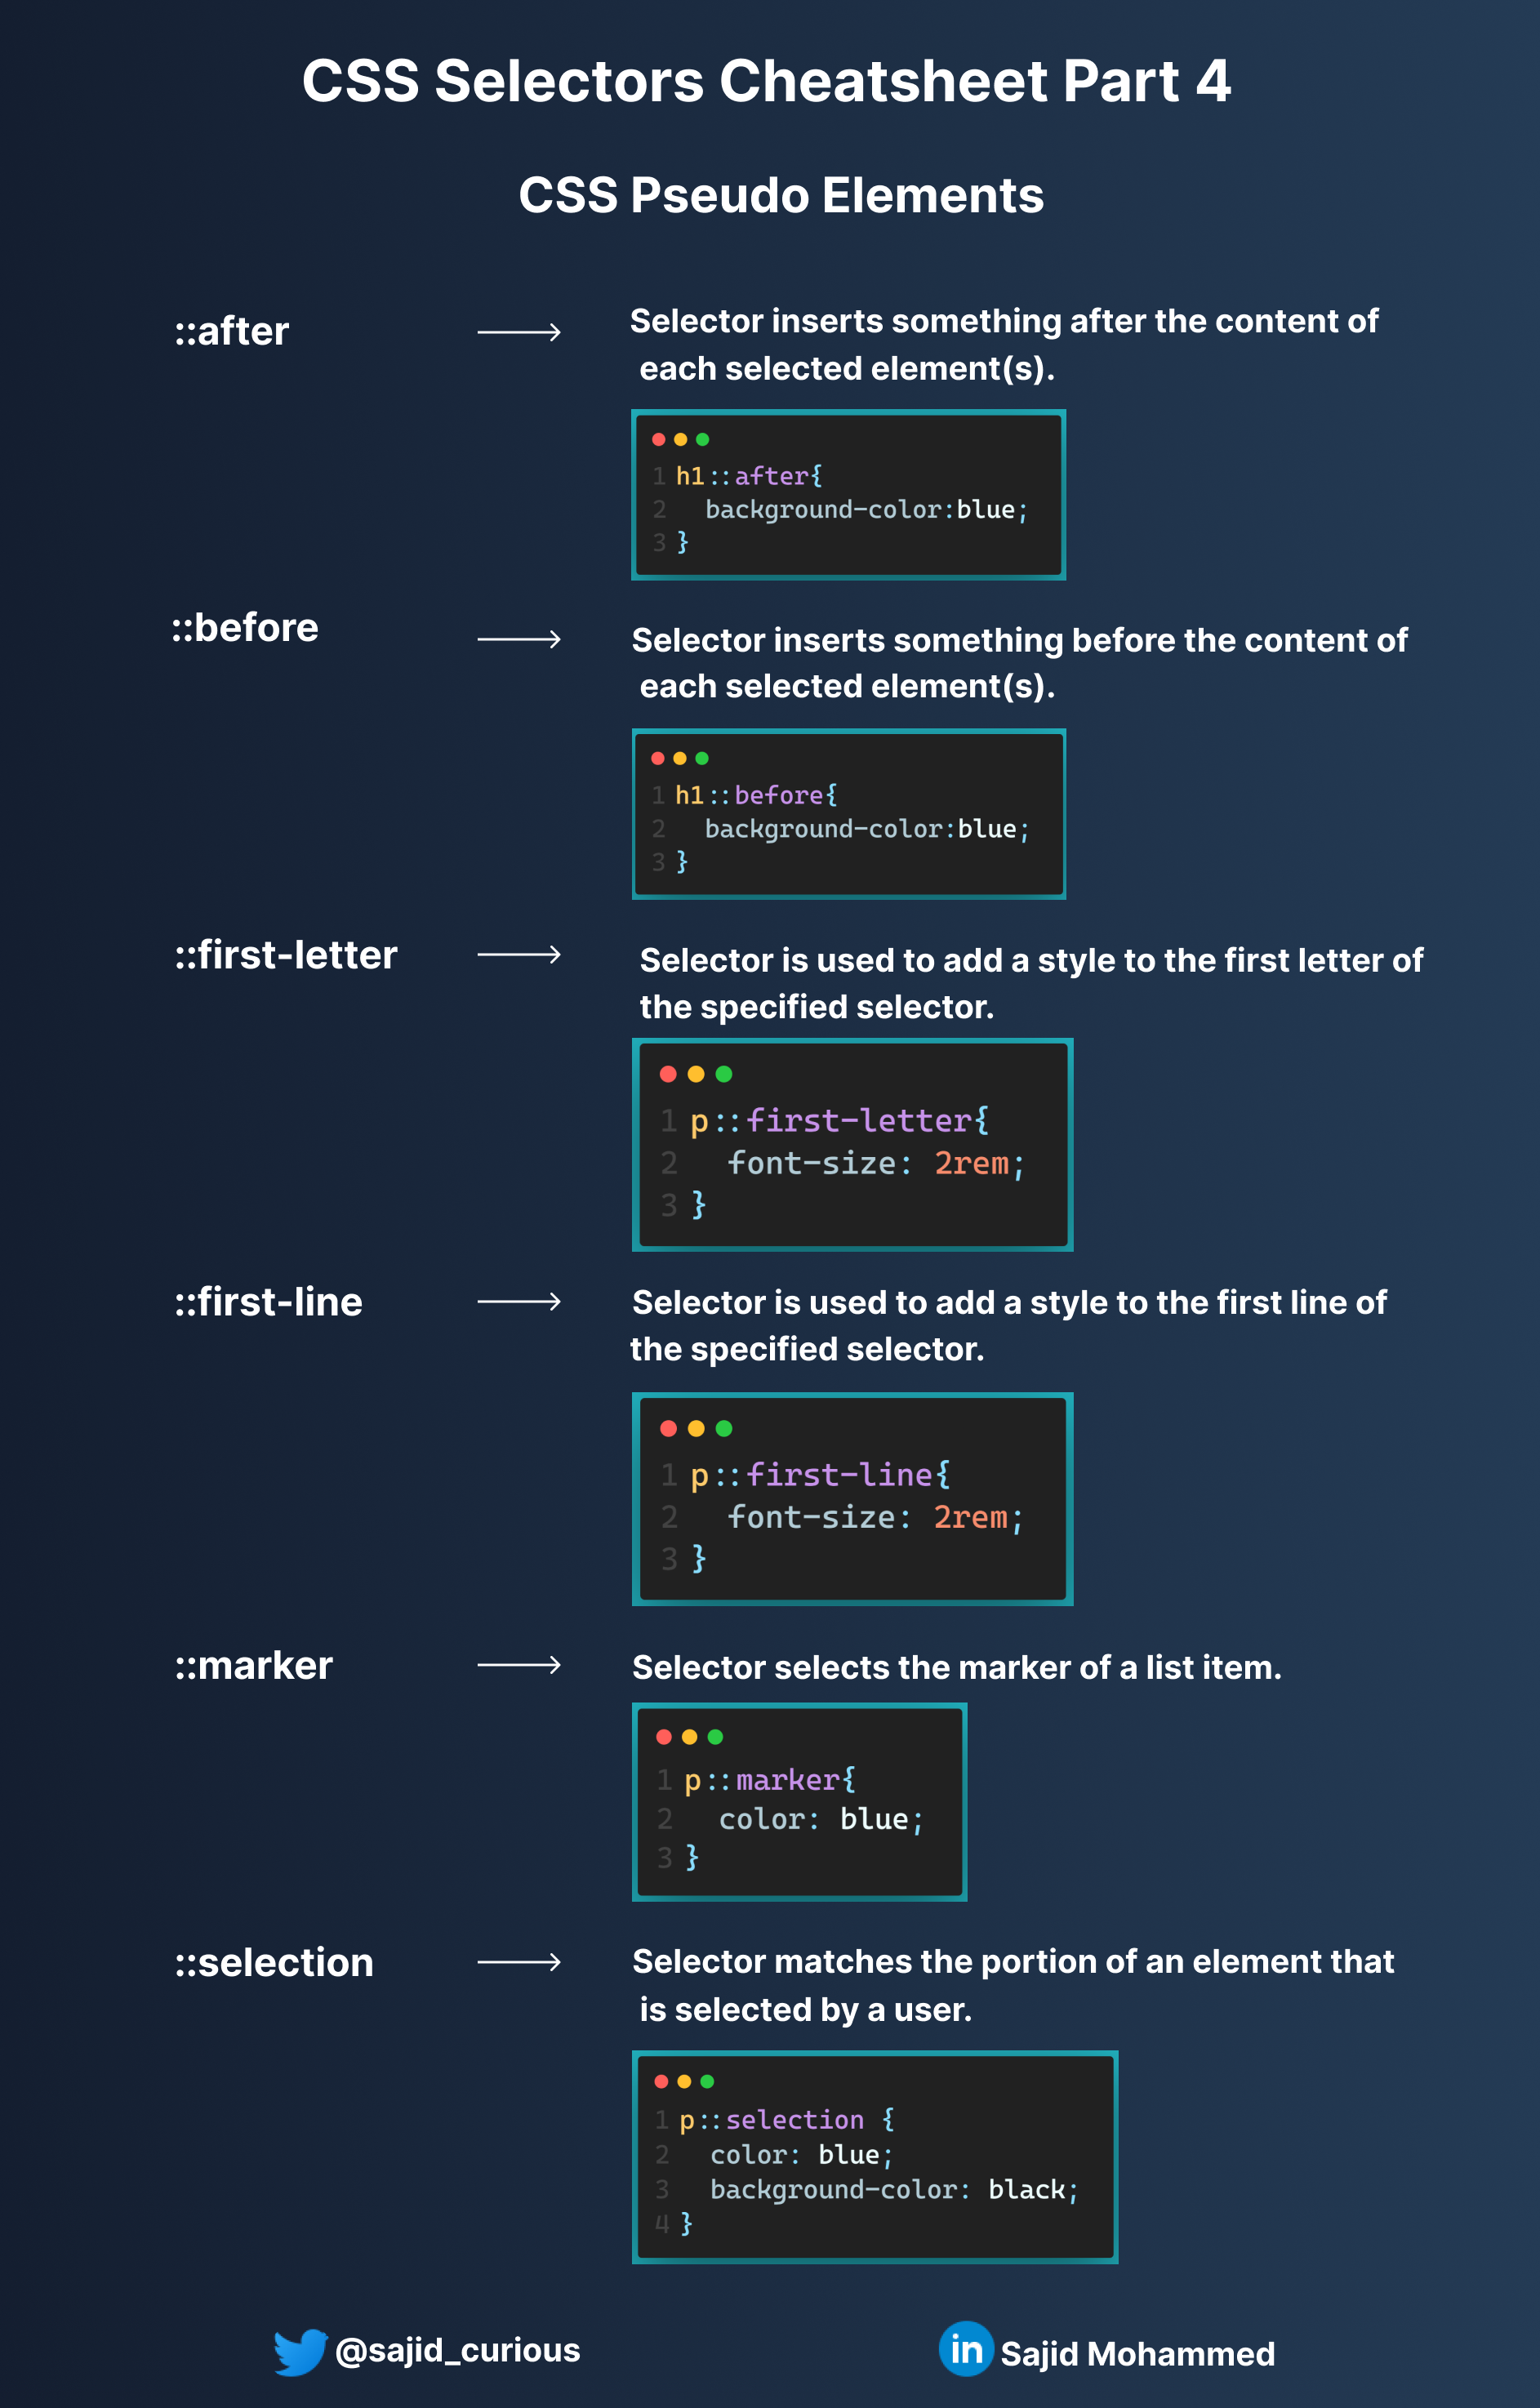 CSS Selectors Cheatsheet Part 4
CSS Pseudo Elements
::after
Selector inserts something after the content of
each selected element(s).
1 h1::after{
2   background-color:blue;
3 }
::before
Selector inserts something before the content of
each selected element(s).
1 h1::before{
2   background-color:blue;
3 }
::first-letter
Selector is used to add a style to the first letter of
the specified selector.
1 p::first-letter{
2   font-size: 2rem;
3 }
::first-line
Selector is used to add a style to the first line of
the specified selector.
1 p::first-line{
2   font-size: 2rem;
3 }
::marker
Selector selects the marker of a list item.
1 p::marker{
2   color: blue;
3 }
::selection
Selector matches the portion of an element that
is selected by a user.
1 p::selection {
2   color: blue;
3   background-color: black;
4 }
@sajid_curious
in Sajid Mohammed